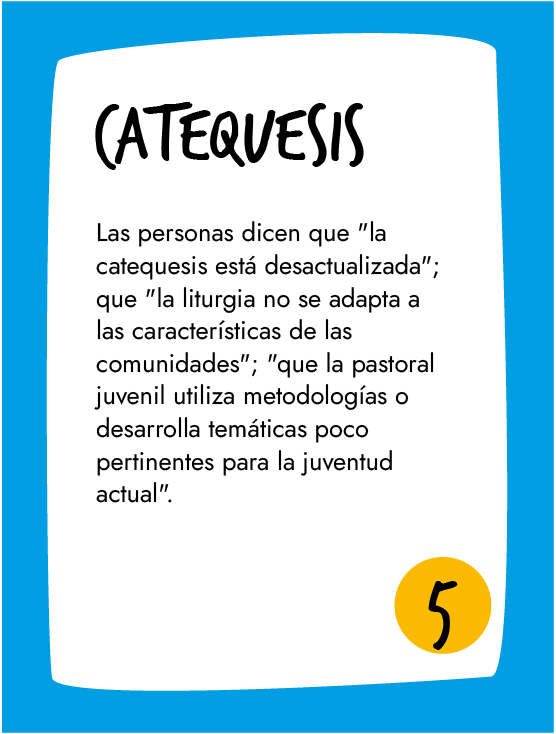 CATEQUESIS
Las personas dicen que "la
catequesis está desactualizada";
que "la liturgia no se adapta a
las características de las
comunidades"; "que la pastoral
juvenil utiliza metodologías o
desarrolla temáticas poco
pertinentes para la juventud
actual".
5